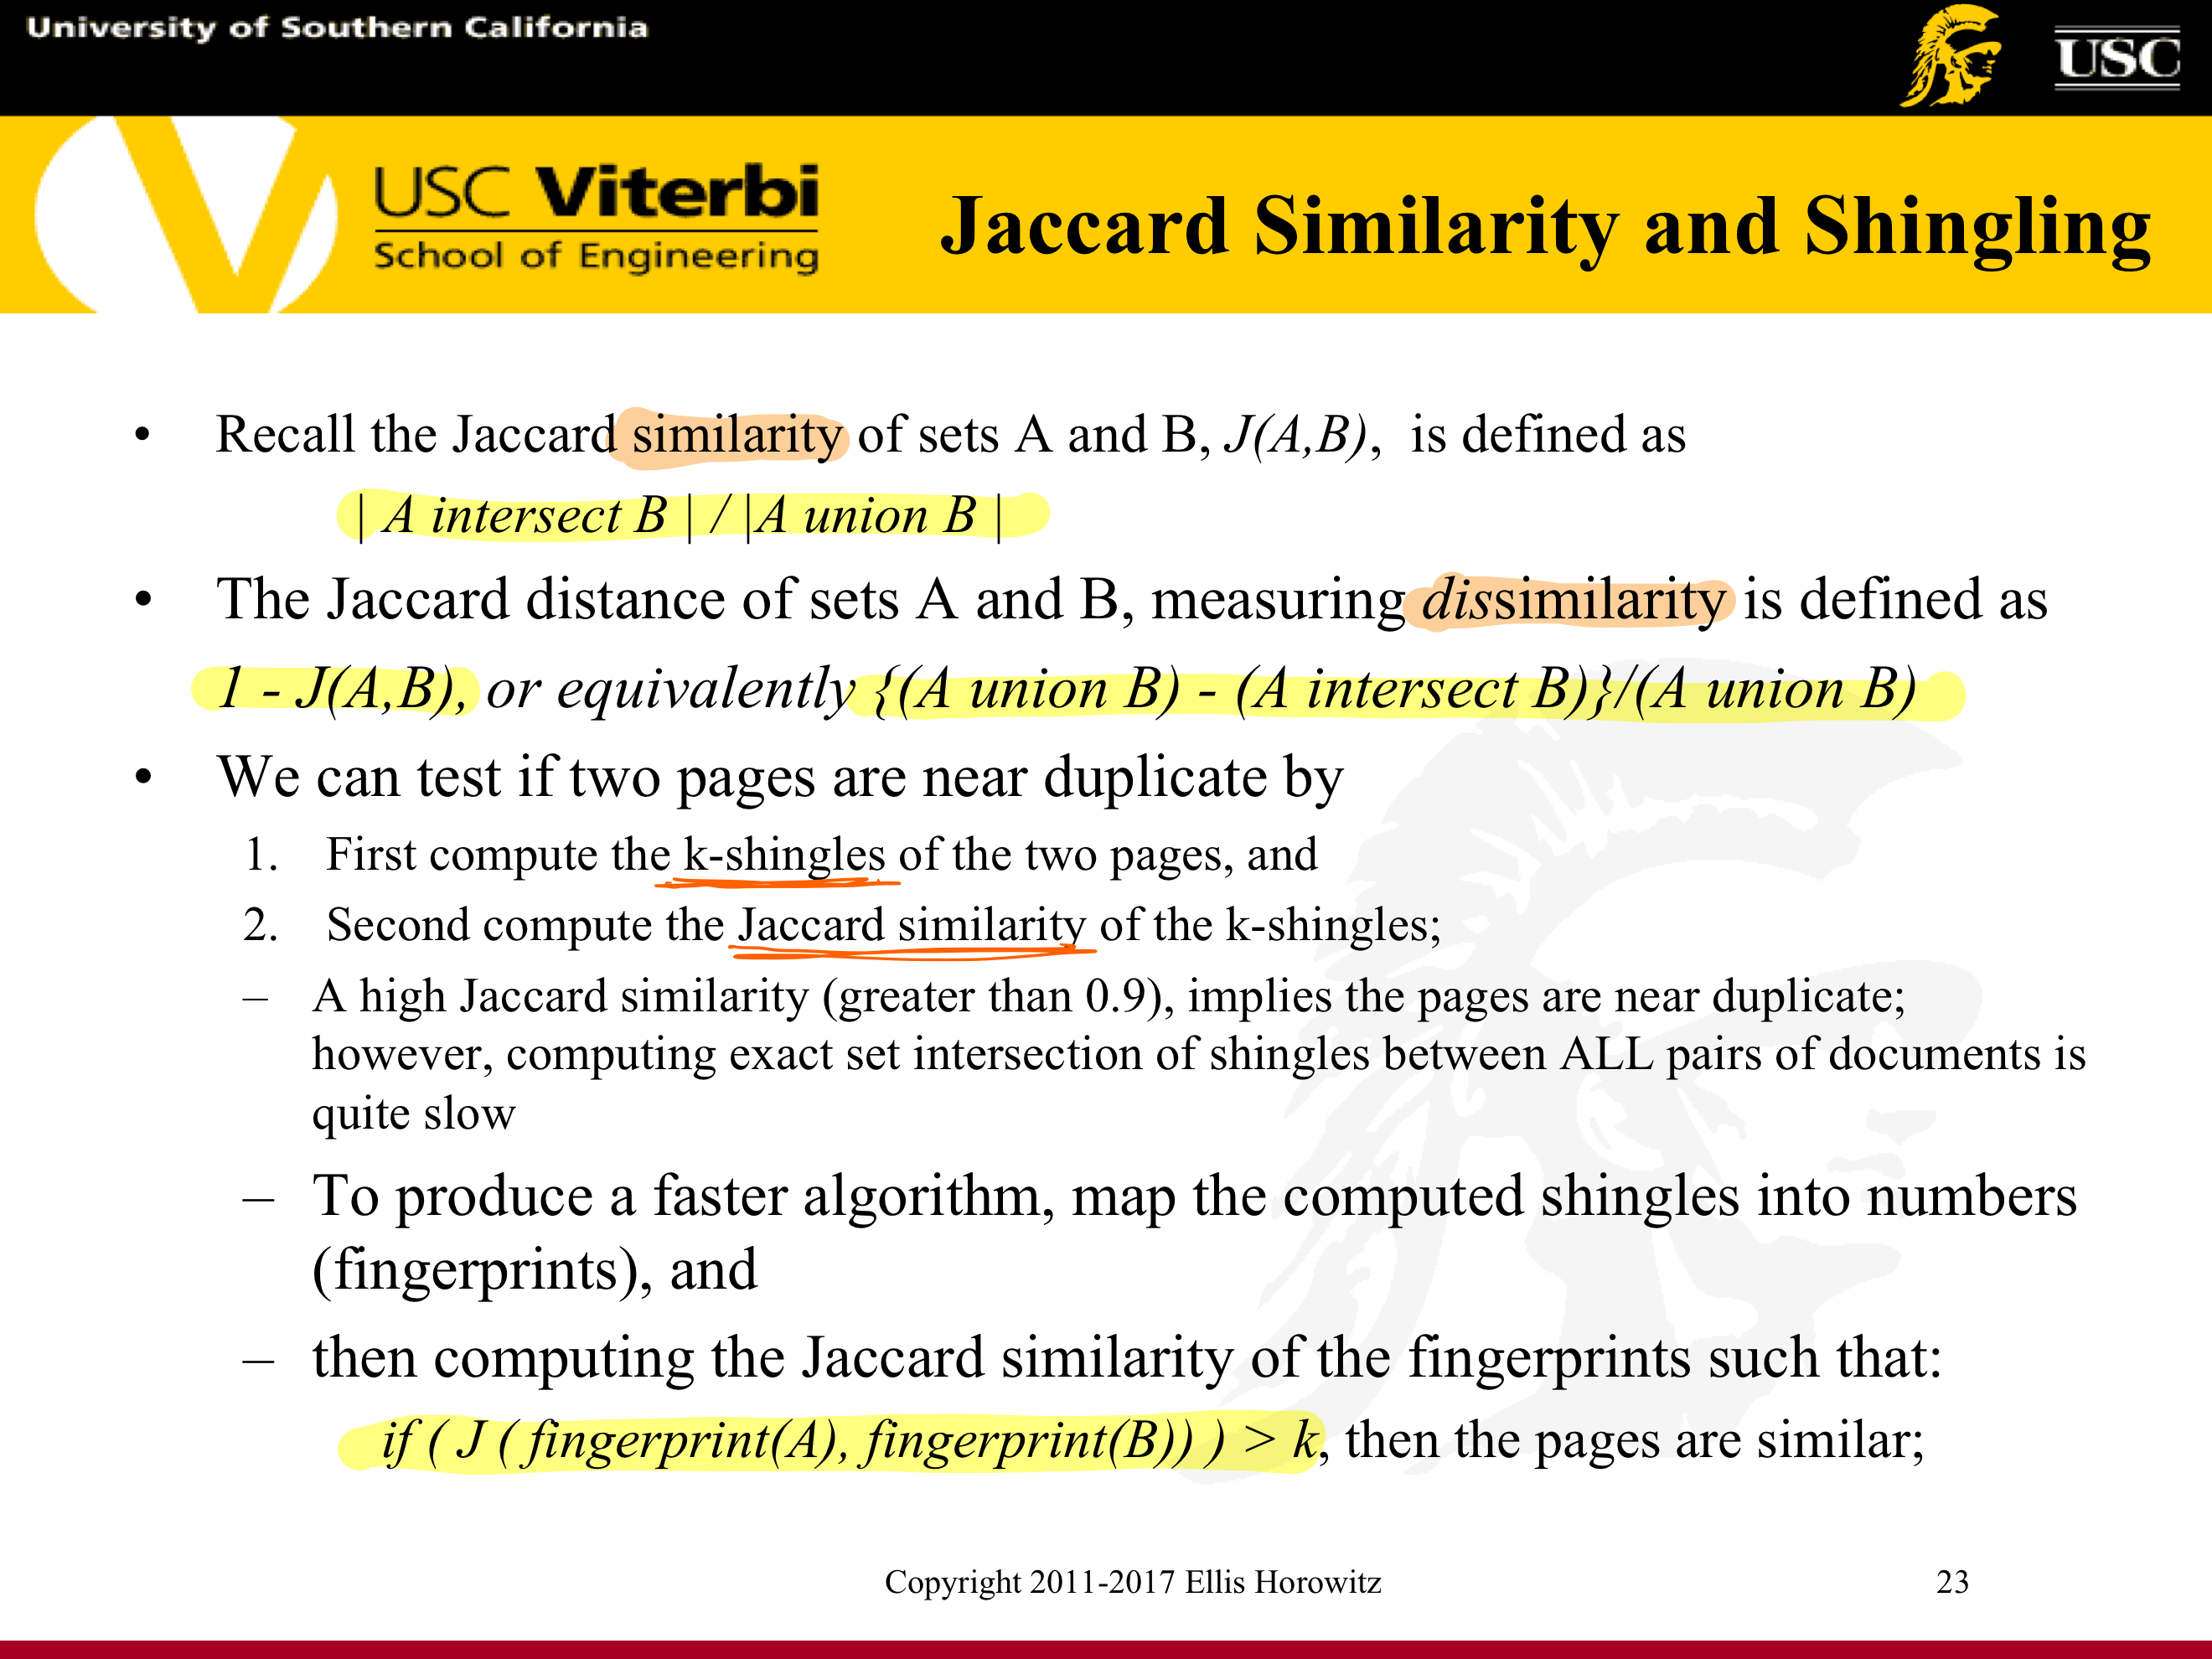 University of Southern California
USC
USC Viterbi
School of Engineering
Jaccard Similarity and Shingling
• Recall the Jaccard similarity of sets A and B, J(A,B), is defined as
| A intersect B | / |A union B |
• The Jaccard distance of sets A and B, measuring dissimilarity is defined as
1 - J(A,B), or equivalently {(A union B) - (A intersect B)}/(A union B)
• We can test if two pages are near duplicate by
1. First compute the k-shingles of the two pages, and
2. Second compute the Jaccard similarity of the k-shingles;
– A high Jaccard similarity (greater than 0.9), implies the pages are near duplicate;
however, computing exact set intersection of shingles between ALL pairs of documents is
quite slow
– To produce a faster algorithm, map the computed shingles into numbers
(fingerprints), and
– then computing the Jaccard similarity of the fingerprints such that:
if ( J ( fingerprint(A), fingerprint(B)) ) > k, then the pages are similar;
Copyright 2011-2017 Ellis Horowitz
23